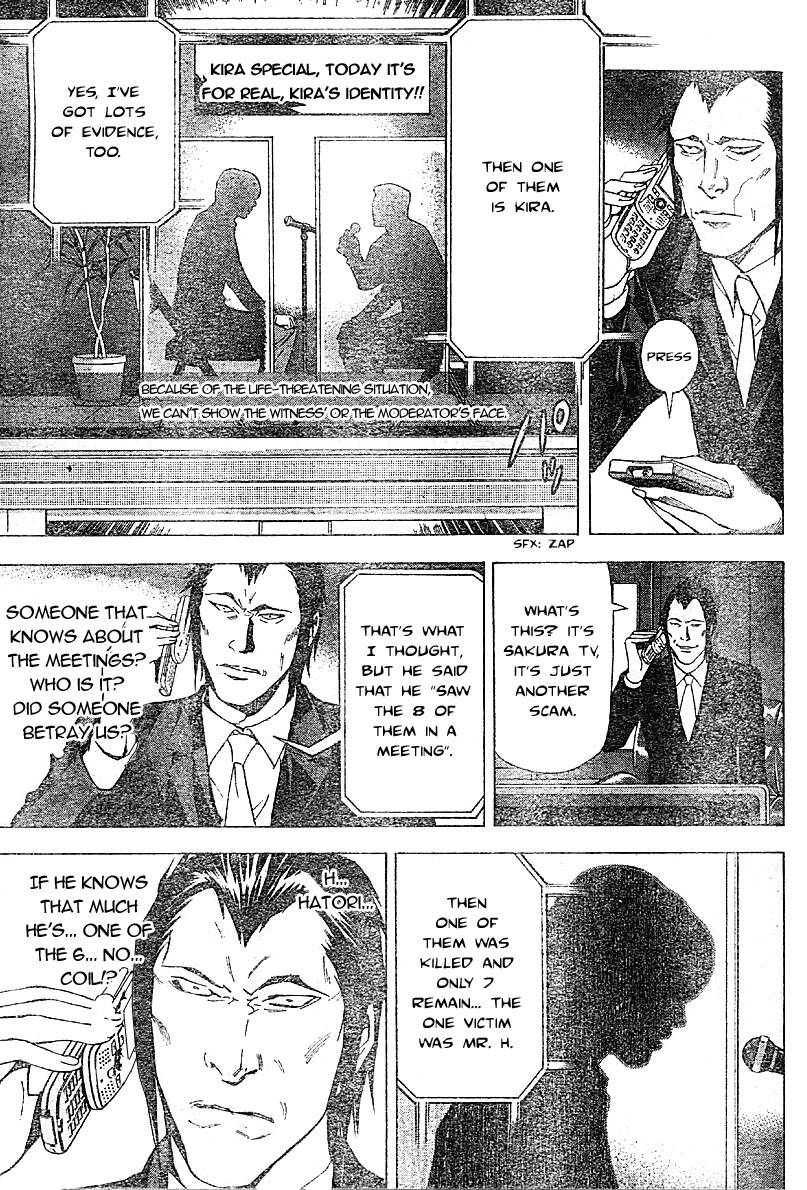 PRESS
THEN ONE
OF THEM
IS KIRA.
KIRA SPECIAL, TODAY IT'S
FOR REAL, KIRA'S IDENTITY!!
YES, I'VE
GOT LOTS
OF EVIDENCE,
TOO.
BECAUSE OF THE LIFE-THREATENING SITUATION,
WE CAN'T SHOW THE WITNESS' OR THE MODERATOR'S FACE.
SFX: ZAP
WHAT'S
THIS? IT'S
SAKURA TV,
IT'S JUST
ANOTHER
SCAM.
THAT'S WHAT
I THOUGHT,
BUT HE SAID
THAT HE "SAW
THE 8 OF
THEM IN A
MEETING".
SOMEONE THAT
KNOWS ABOUT
THE MEETINGS?
WHO IS IT?
DID SOMEONE
BETRAY US?
THEN
ONE OF
THEM WAS
KILLED AND
ONLY 7
REMAIN... THE
ONE VICTIM
WAS MR. H.
H...
HATORI...
IF HE KNOWS
THAT MUCH
HE'S... ONE OF
THE 6... NO...
COIL!?